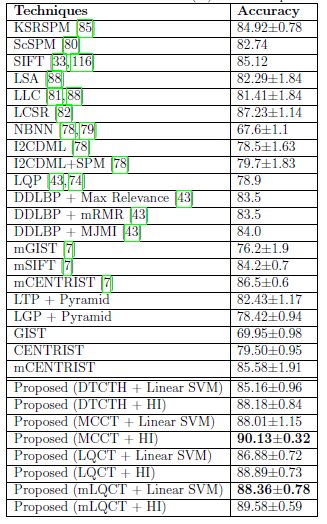 Techniques Accuracy
KSRSPM [85] 84.92±0.78
ScSPM [80] 82.74
SIFT [33,116] 85.12
LSA [88] 82.29±1.84
LLC [81,88] 81.41±1.84
LCSR [82] 87.23±1.14
NBNN [78,79] 67.6±1.1
I2CDML [78] 78.5±1.63
I2CDML+SPM [78] 79.7±1.83
LQP [43,74] 78.9
DDLBP + Max Relevance [43] 83.5
DDLBP + mRMR [43] 83.5
DDLBP + MJMI [43] 84.0
mGIST [7] 76.2±1.9
mSIFT [7] 84.2±0.7
mCENTRIST [7] 86.5±0.6
LTP + Pyramid 82.43±1.17
LGP + Pyramid 78.42±0.94
GIST 69.95±0.98
CENTRIST 79.50±0.95
mCENTRIST 85.58±1.91
Proposed (DTCTH + Linear SVM) 85.16±0.96
Proposed (DTCTH + HI) 88.18±0.84
Proposed (MCCT + Linear SVM) 88.01±1.15
Proposed (MCCT + HI) 90.13±0.32
Proposed (LQCT + Linear SVM) 86.88±0.72
Proposed (LQCT + HI) 88.89±0.73
Proposed (mLQCT + Linear SVM) 88.36±0.78
Proposed (mLQCT + HI) 89.58±0.59